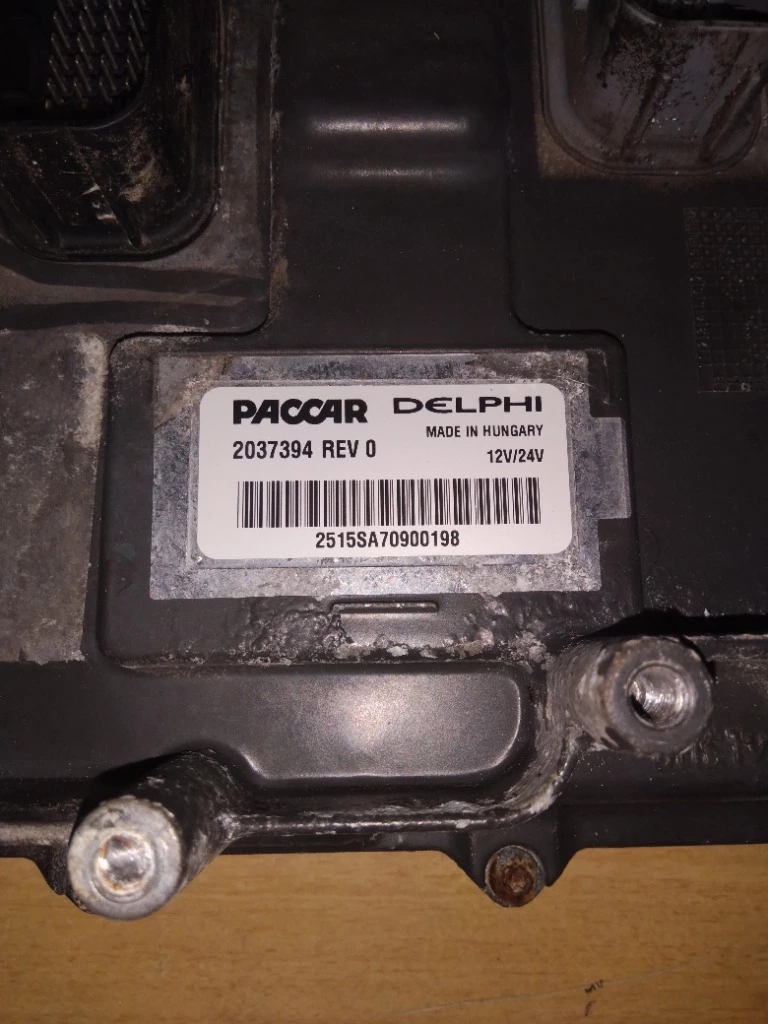 PACCAR DELPHI
MADE IN HUNGARY
2037394 REV 0
12V/24V
2515SA70900198